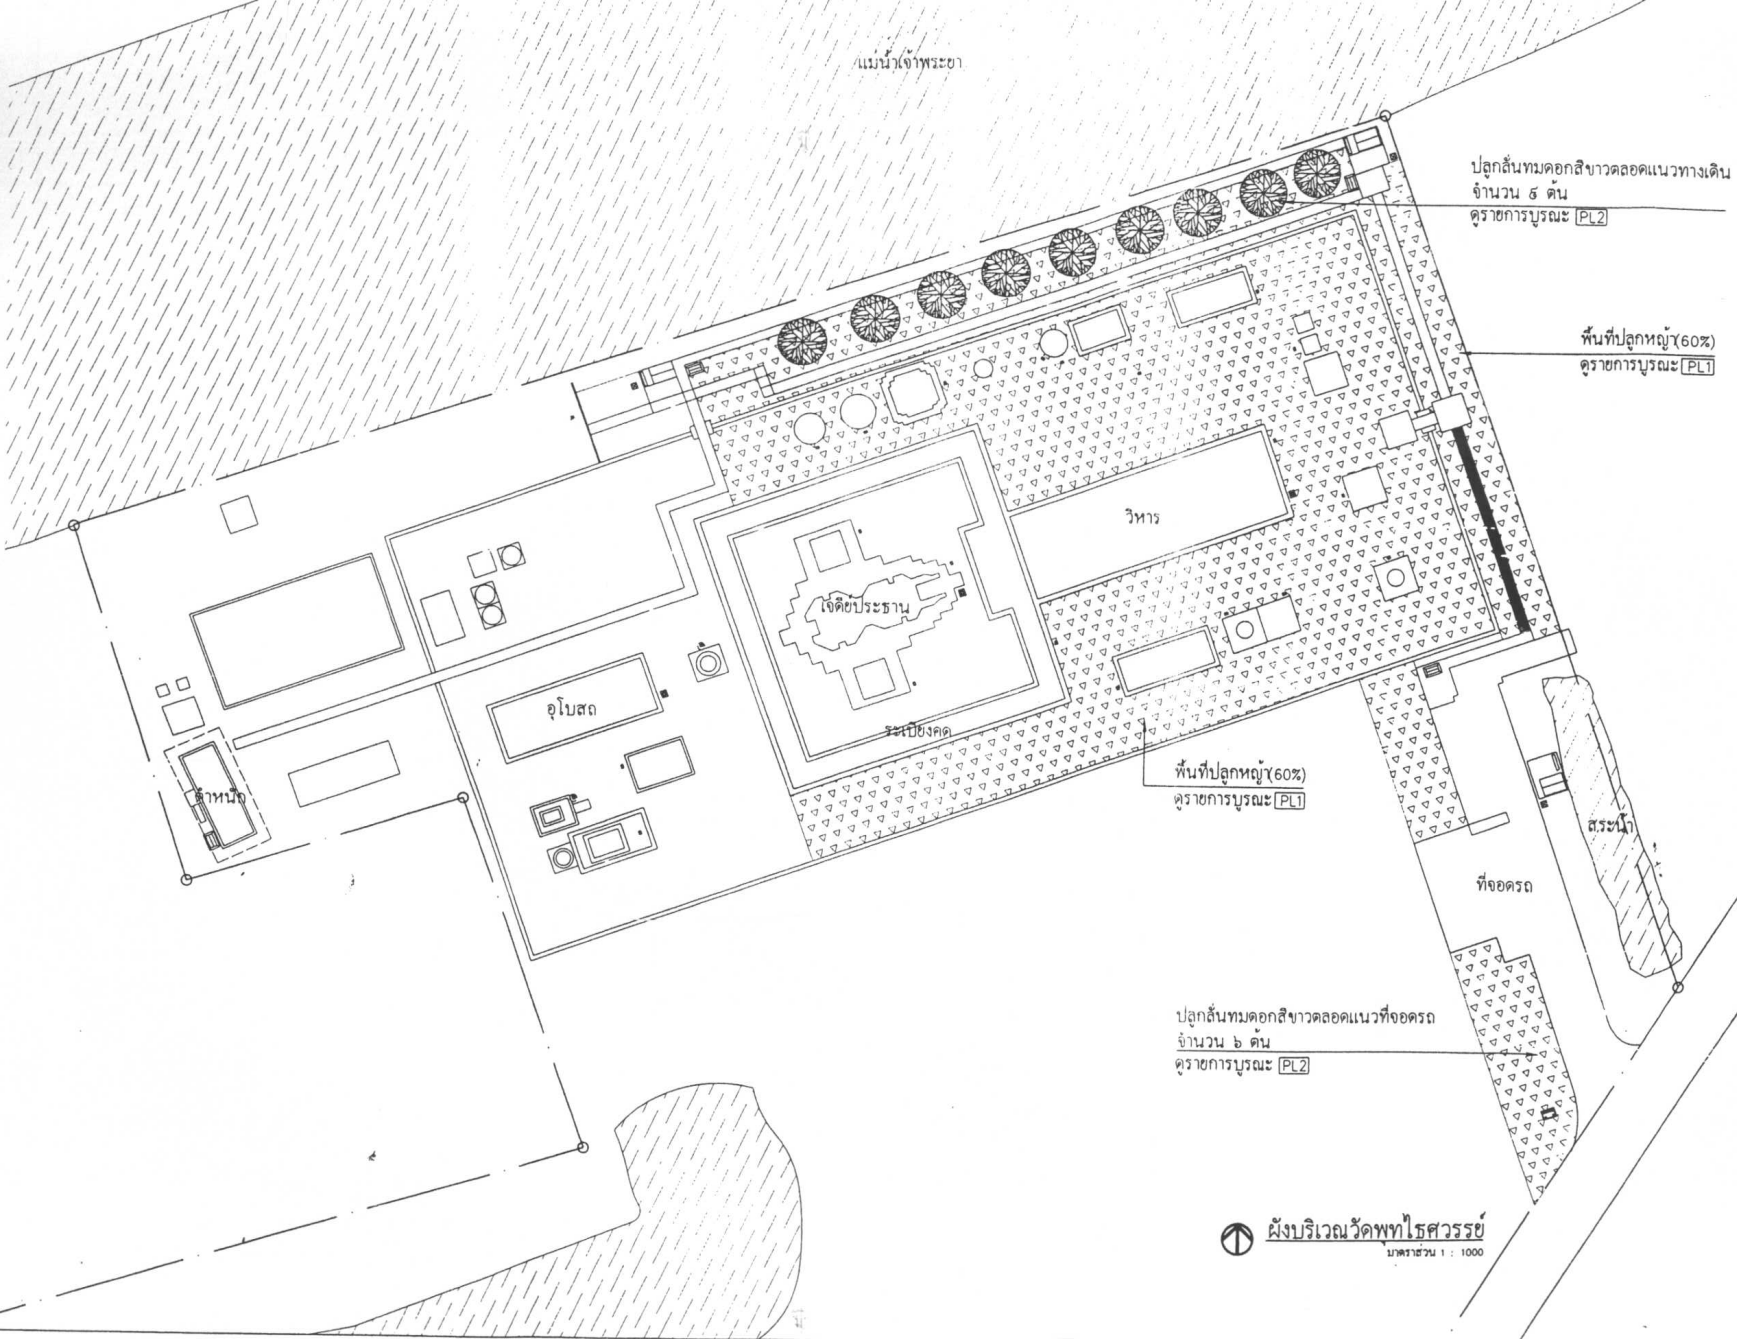 แม่น้ำเจ้าพระยา
ปลูกลั่นทมดอกสีขาวตลอดแนวทางเดิน
จำนวน ๙ ต้น
ดูรายการบูรณะ PL2
พื้นที่ปลูกหญ้า(60%)
ดูรายการบูรณะ PL1
วิหาร
เจดีย์ประธาน
อุโบสถ
ระเบียงคด
ตำหนัก
พื้นที่ปลูกหญ้า(60%)
ดูรายการบูรณะ PL1
สระน้ำ
ที่จอดรถ
ปลูกลั่นทมดอกสีขาวตลอดแนวที่จอดรถ
จำนวน ๖ ต้น
ดูรายการบูรณะ PL2
ผังบริเวณวัดพุทไธศวรรย์
มาตราส่วน 1 : 1000